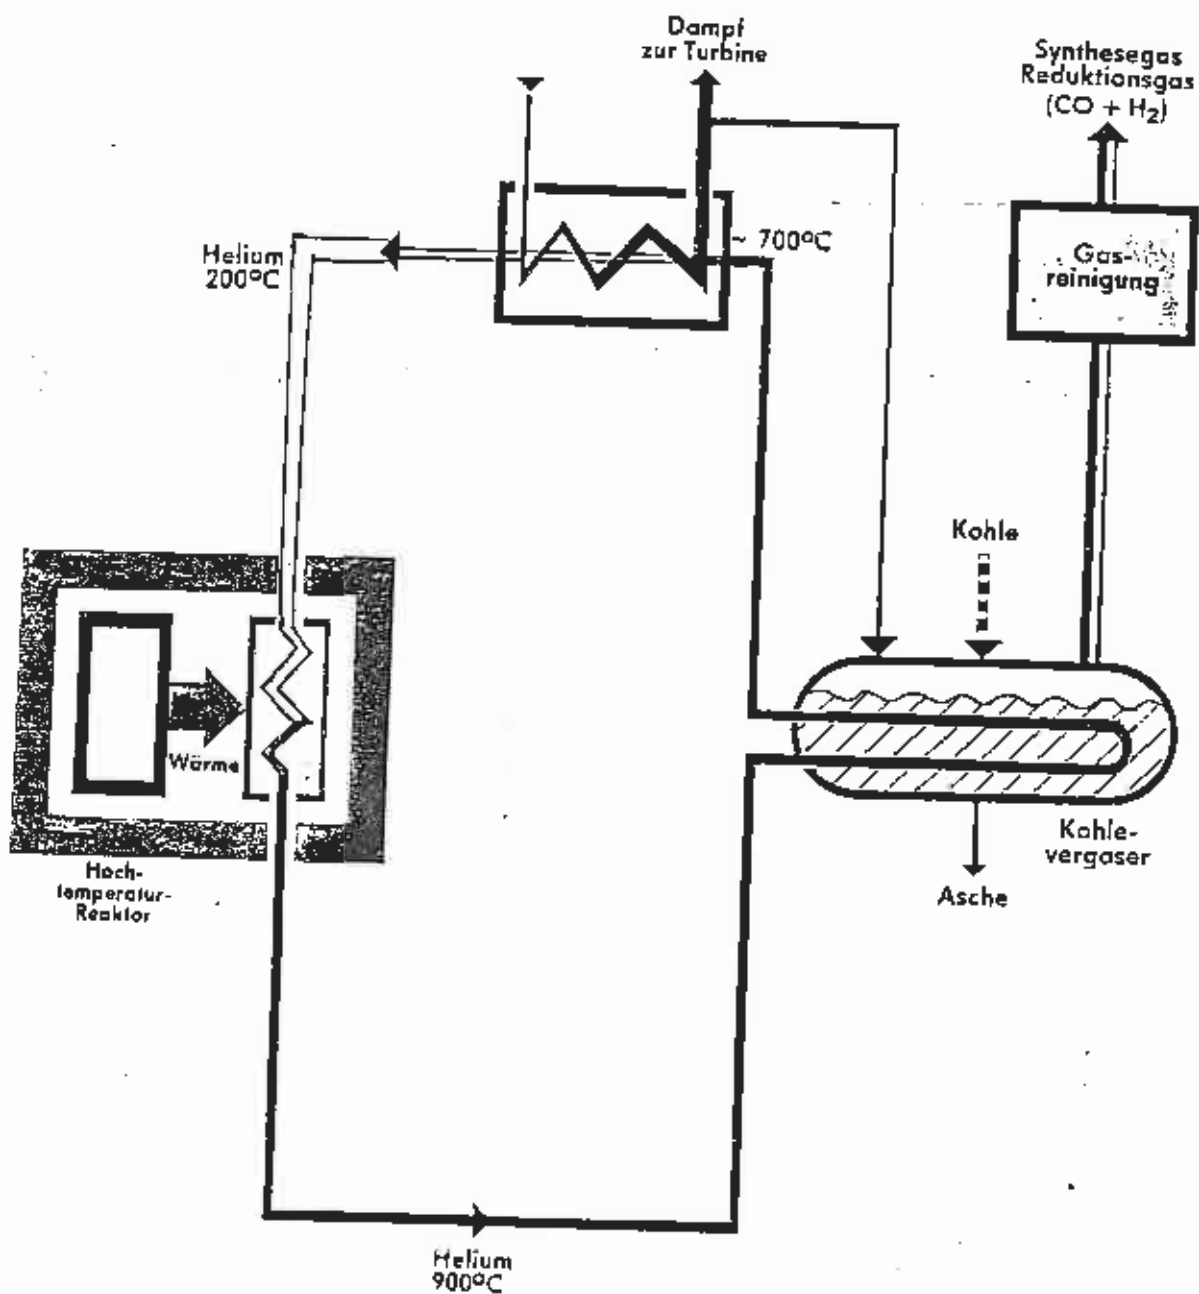 Dampf
zur Turbine
Synthesegas
Reduktionsgas
(CO + H₂)
Helium
200°C
~ 700°C
Gas-
reinigung
Kohle
Wärme
Hoch-
temperatur-
Reaktor
Kohle-
vergaser
Asche
Helium
900°C